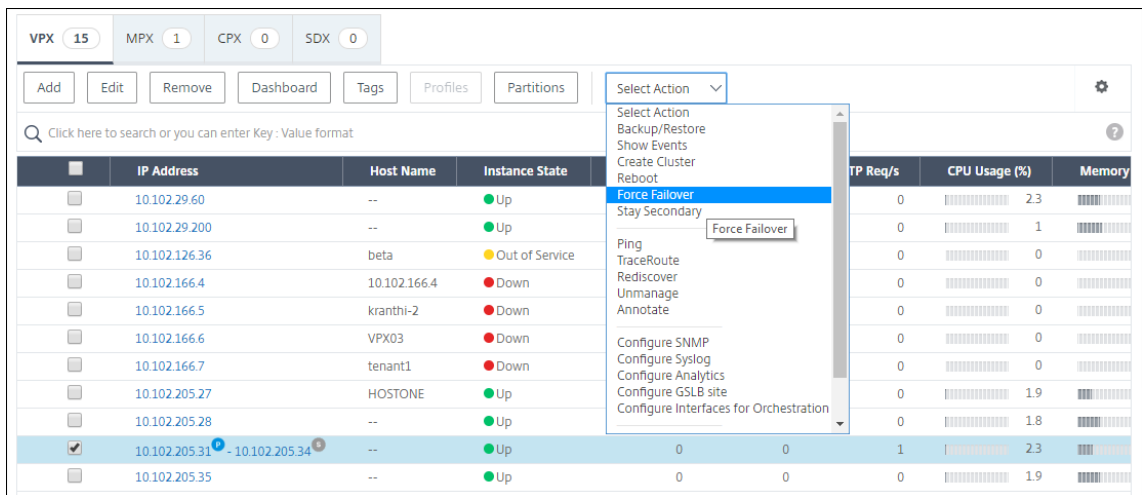 VPX 15 MPX 1 CPX 0 SDX 0
Add Edit Remove Dashboard Tags Profiles Partitions Select Action
Click here to search or you can enter Key : Value format
Select Action
Backup/Restore
Show Events
Create Cluster
Reboot
Force Failover
Stay Secondary
Force Failover
Ping
TraceRoute
Rediscover
Unmanage
Annotate
Configure SNMP
Configure Syslog
Configure Analytics
Configure GSLB site
Configure Interfaces for Orchestration
IP Address Host Name Instance State TP Req/s CPU Usage (%) Memory
10.102.29.60 -- Up 0 2.3
10.102.29.200 -- Up 0 1
10.102.126.36 beta Out of Service 0 0
10.102.166.4 10.102.166.4 Down 0 0
10.102.166.5 kranthi-2 Down 0 0
10.102.166.6 VPX03 Down 0 0
10.102.166.7 tenant1 Down 0 0
10.102.205.27 HOSTONE Up 0 1.9
10.102.205.28 -- Up 0 1.8
10.102.205.31 P - 10.102.205.34 S -- Up 0 0 1 2.3
10.102.205.35 -- Up 0 0 0 1.9